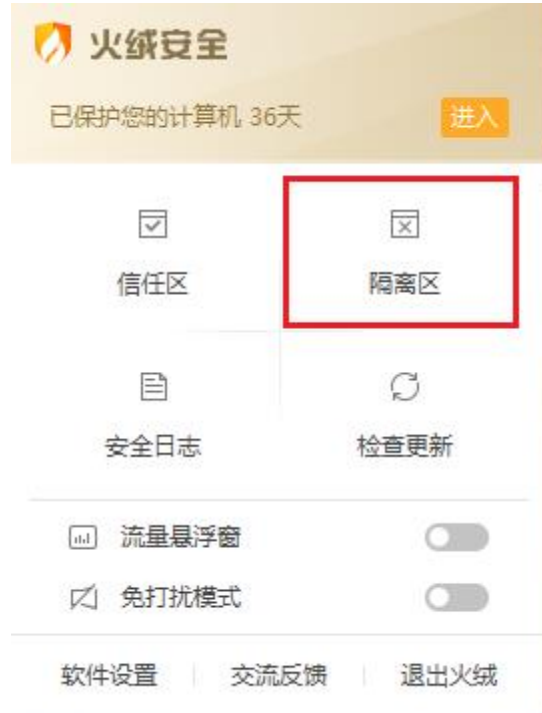 火绒安全
已保护您的计算机 36天 进入
信任区 隔离区
安全日志 检查更新
流量悬浮窗
免打扰模式
软件设置 交流反馈 退出火绒